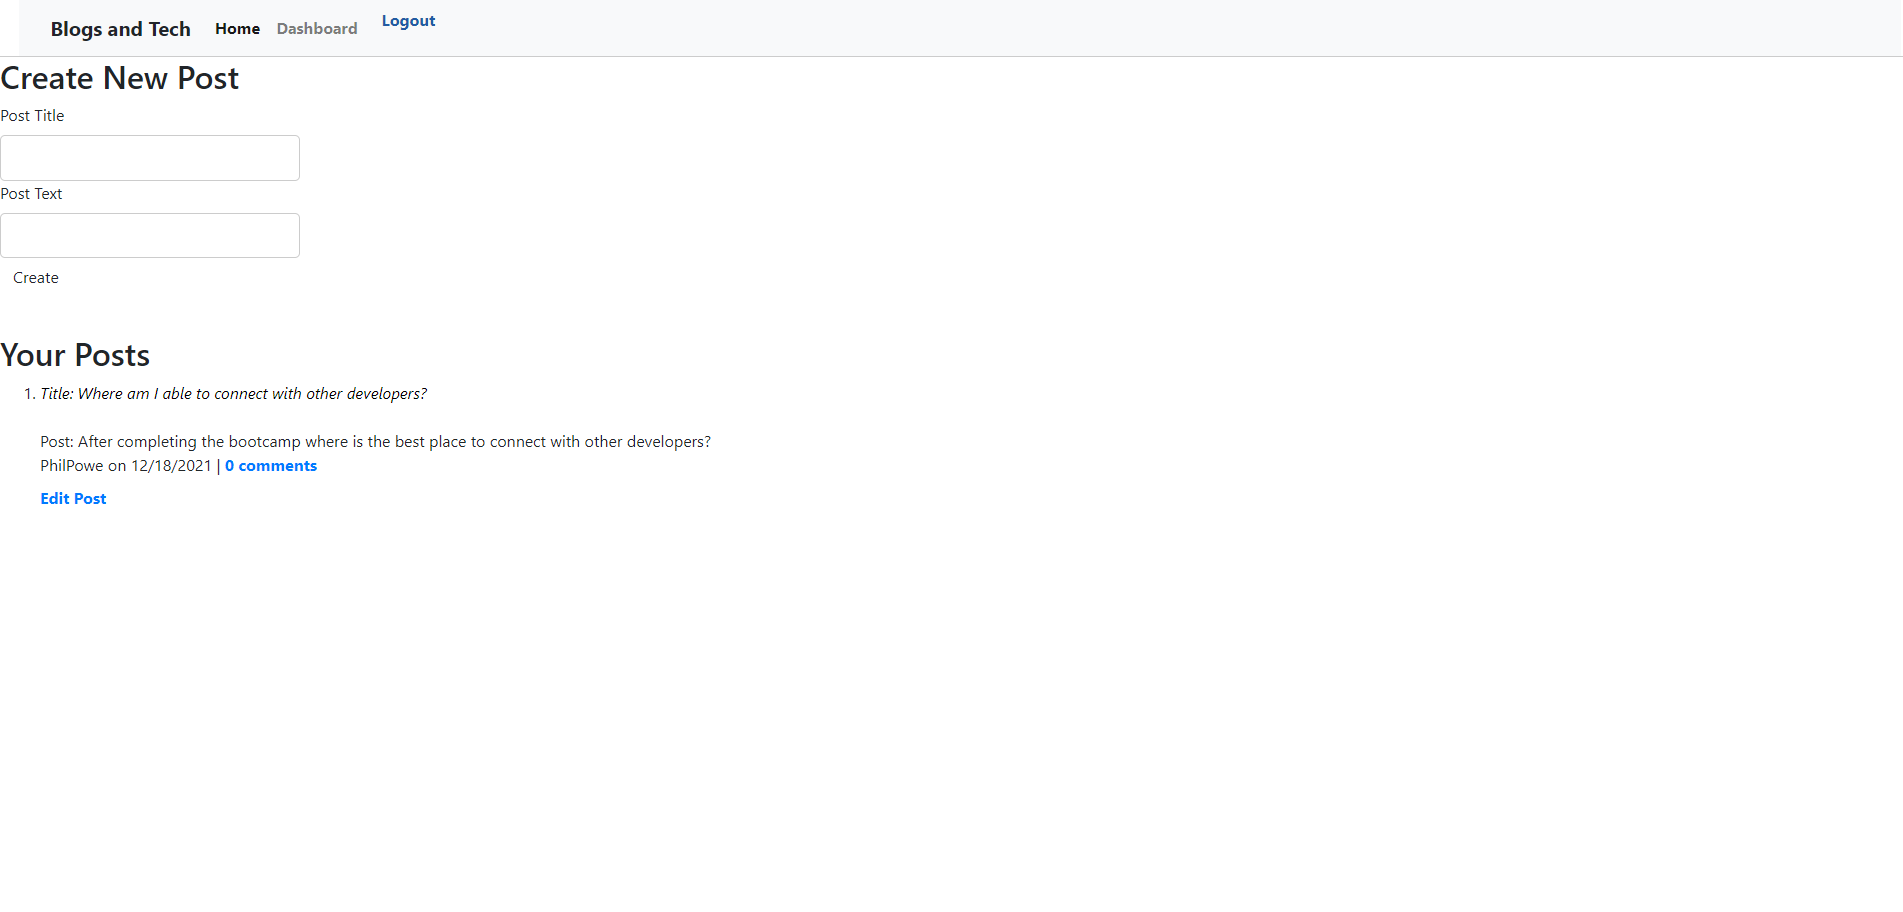 Blogs and Tech Home Dashboard Logout
Create New Post
Post Title
Post Text
Create
Your Posts
1. Title: Where am I able to connect with other developers?
Post: After completing the bootcamp where is the best place to connect with other developers?
PhilPowe on 12/18/2021 | 0 comments
Edit Post